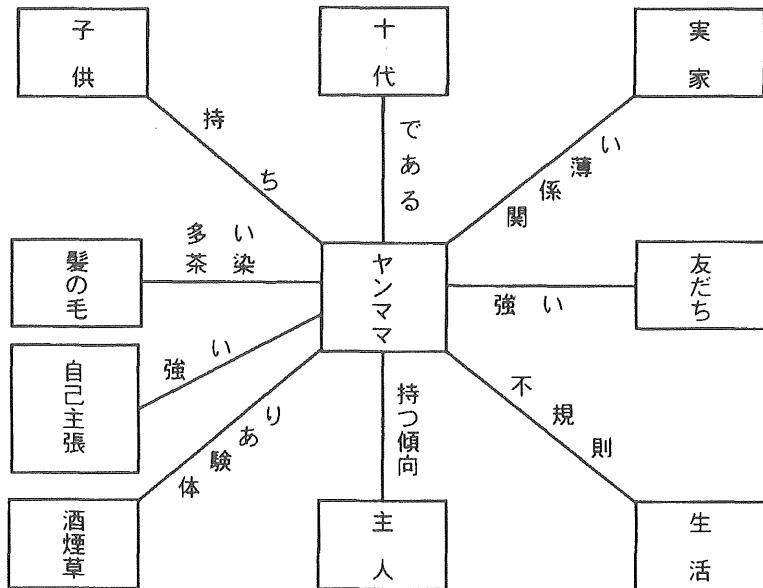 子供
十代
実家
持ち
である
関係薄い
多い
茶染
髪の毛
ヤンママ
強い
友だち
自己主張
強い
体験あり
持つ傾向
不規則
酒煙草
主人
生活